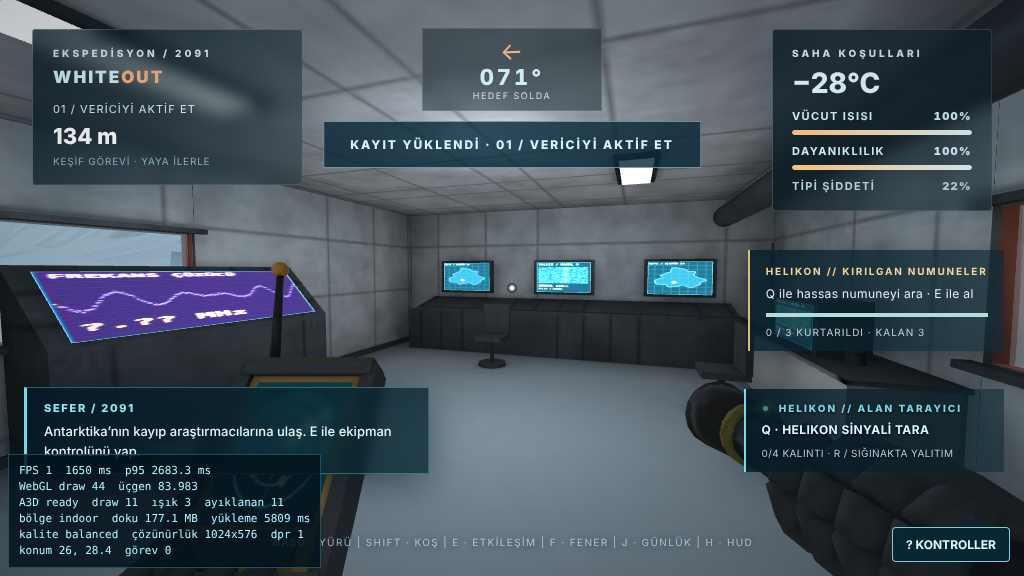 EKSPEDİSYON / 2091
WHITEOUT
01 / VERİCİYİ AKTİF ET
134 m
KEŞİF GÖREVİ · YAYA İLERLE
←
071°
HEDEF SOLDA
KAYIT YÜKLENDİ · 01 / VERİCİYİ AKTİF ET
SAHA KOŞULLARI
−28°C
VÜCUT ISISI 100%
DAYANIKLILIK 100%
TİPİ ŞİDDETİ 22%
FREKANS ÇÖZÜCÜ
?.?? MHz
HELIKON // KIRILGAN NUMUNELER
Q ile hassas numuneyi ara · E ile al
0 / 3 KURTARILDI · KALAN 3
SEFER / 2091
Antarktika’nın kayıp araştırmacılarına ulaş. E ile ekipman
kontrolünü yap.
HELIKON // ALAN TARAYICI
Q · HELIKON SİNYALİ TARA
0/4 KALINTI · R / SIĞINAKTA YALITIM
FPS 1 1650 ms p95 2683.3 ms
WebGL draw 44 üçgen 83.983
A3D ready draw 11 ışık 3 ayıklanan 11
bölge indoor doku 177.1 MB yükleme 5809 ms
kalite balanced çözünürlük 1024x576 dpr 1
konum 26, 28.4 görev 0
YÜRÜ | SHIFT · KOŞ | E · ETKİLEŞİM | F · FENER | J · GÜNLÜK | H · HUD
? KONTROLLER